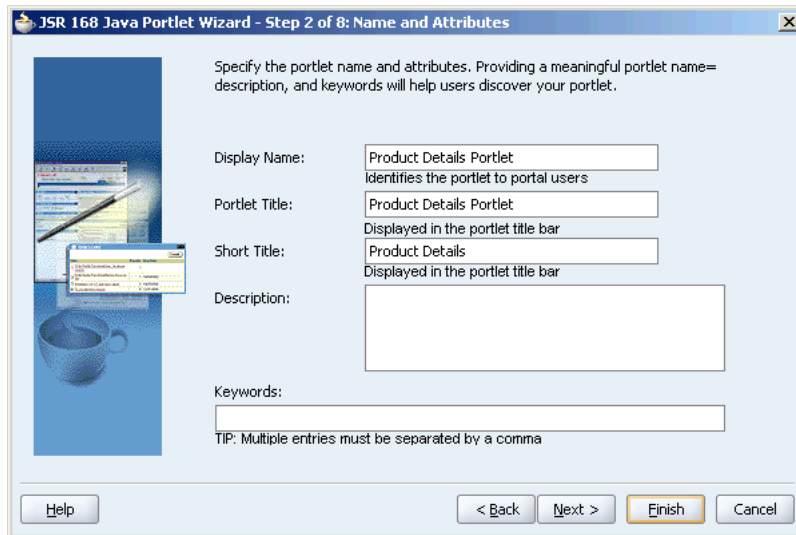 JSR 168 Java Portlet Wizard - Step 2 of 8: Name and Attributes
Specify the portlet name and attributes. Providing a meaningful portlet name=
description, and keywords will help users discover your portlet.
Display Name: Product Details Portlet
Identifies the portlet to portal users
Portlet Title: Product Details Portlet
Displayed in the portlet title bar
Short Title: Product Details
Displayed in the portlet title bar
Description:
Keywords:
TIP: Multiple entries must be separated by a comma
Help < Back Next > Finish Cancel